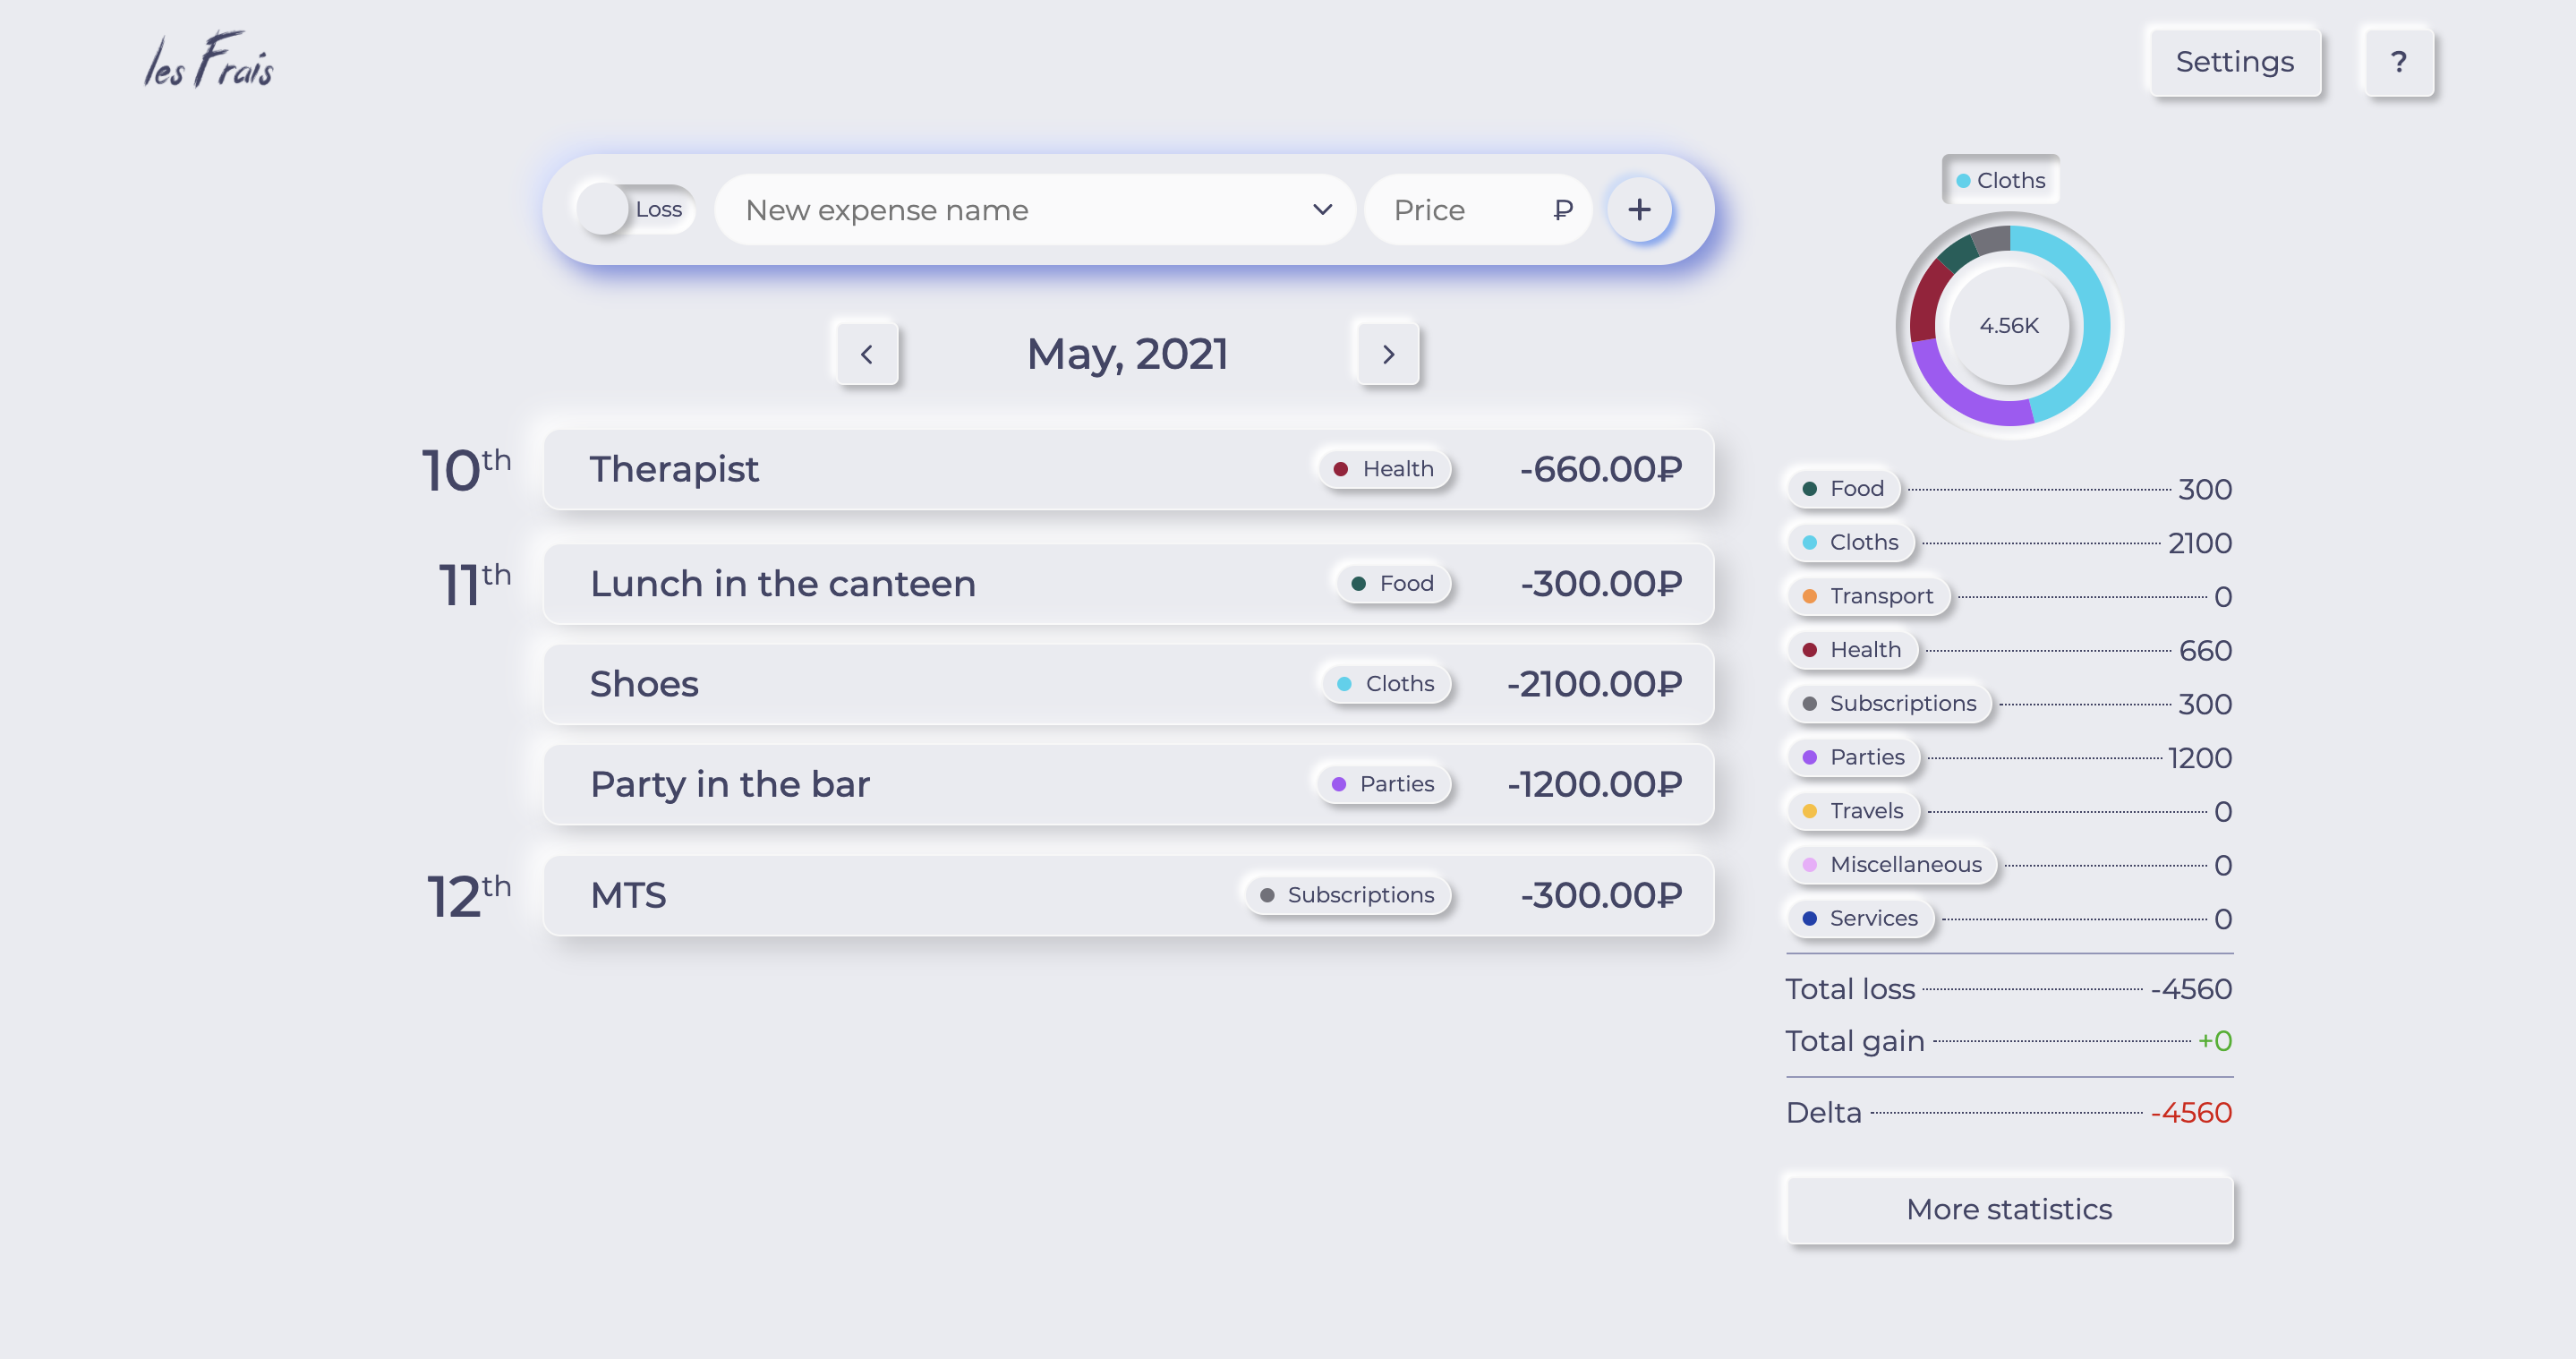 les Frais
Settings
?
Loss
New expense name
Price ₽
+
May, 2021
10th
Therapist Health -660.00₽
11th
Lunch in the canteen Food -300.00₽
Shoes Cloths -2100.00₽
Party in the bar Parties -1200.00₽
12th
MTS Subscriptions -300.00₽
Cloths
4.56K
Food 300
Cloths 2100
Transport 0
Health 660
Subscriptions 300
Parties 1200
Travels 0
Miscellaneous 0
Services 0
Total loss -4560
Total gain +0
Delta -4560
More statistics